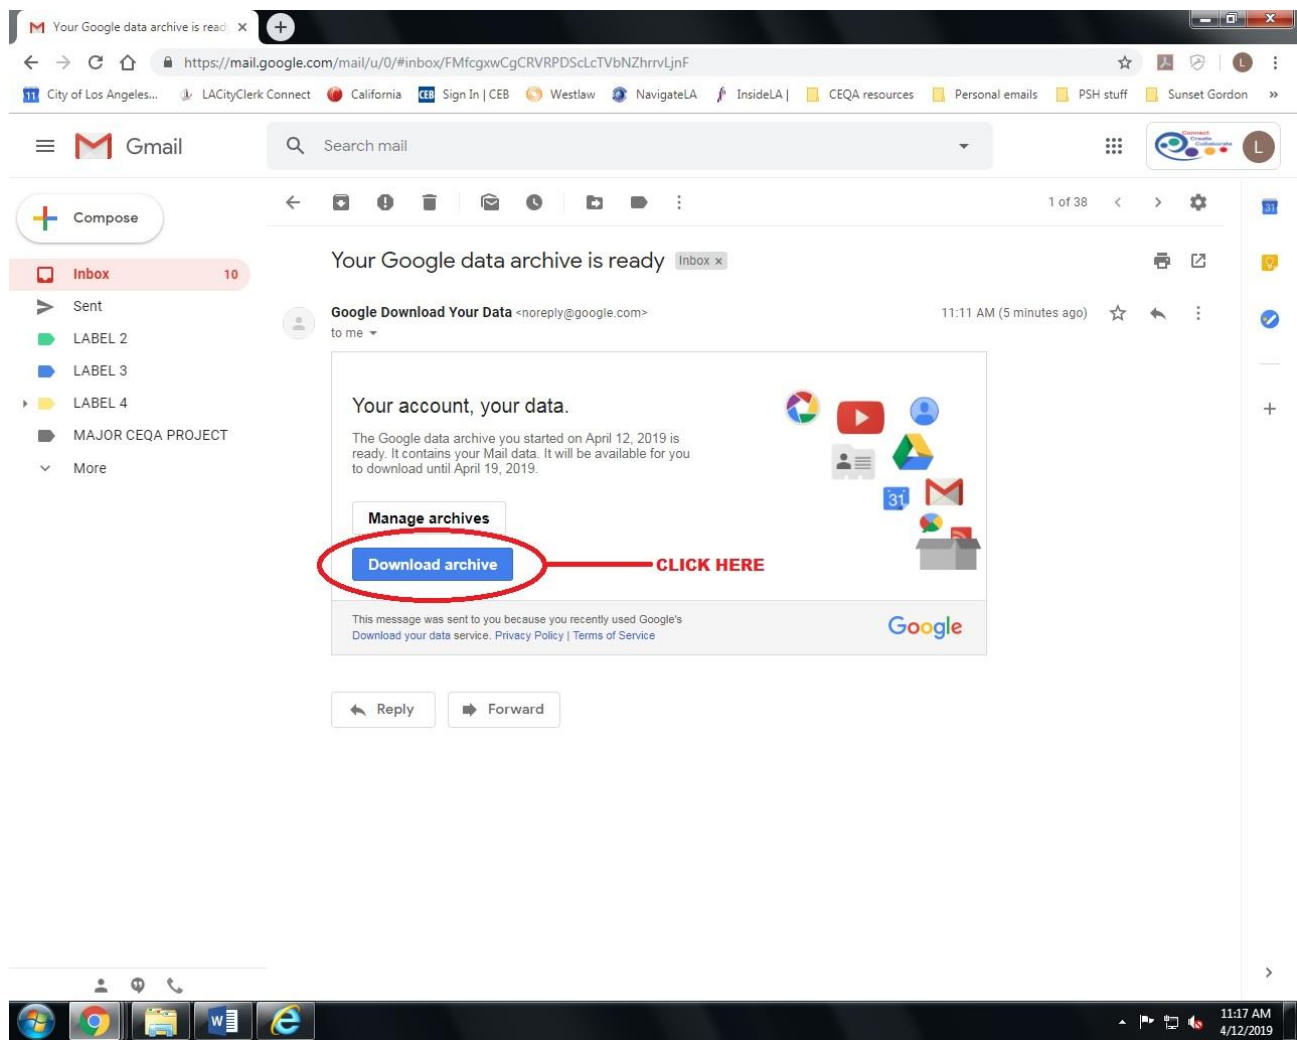 Your Google data archive is read
https://mail.google.com/mail/u/0/#inbox/FMfcgxwCgCRVRPDScLcTVbNZhrrvLjnF
L
11 City of Los Angeles... LACityClerk Connect California CEB Sign In | CEB Westlaw NavigateLA InsideLA | CEQA resources Personal emails PSH stuff Sunset Gordon »
Gmail
Search mail
Connect
Create
Collaborate
L
Compose
1 of 38
31
Your Google data archive is ready Inbox x
Inbox 10
Sent
LABEL 2
LABEL 3
LABEL 4
MAJOR CEQA PROJECT
More
Google Download Your Data <noreply@google.com>
11:11 AM (5 minutes ago)
to me
Your account, your data.
The Google data archive you started on April 12, 2019 is
ready. It contains your Mail data. It will be available for you
to download until April 19, 2019.
31
Manage archives
Download archive
CLICK HERE
This message was sent to you because you recently used Google's
Download your data service. Privacy Policy | Terms of Service
Google
Reply
Forward
W
11:17 AM
4/12/2019